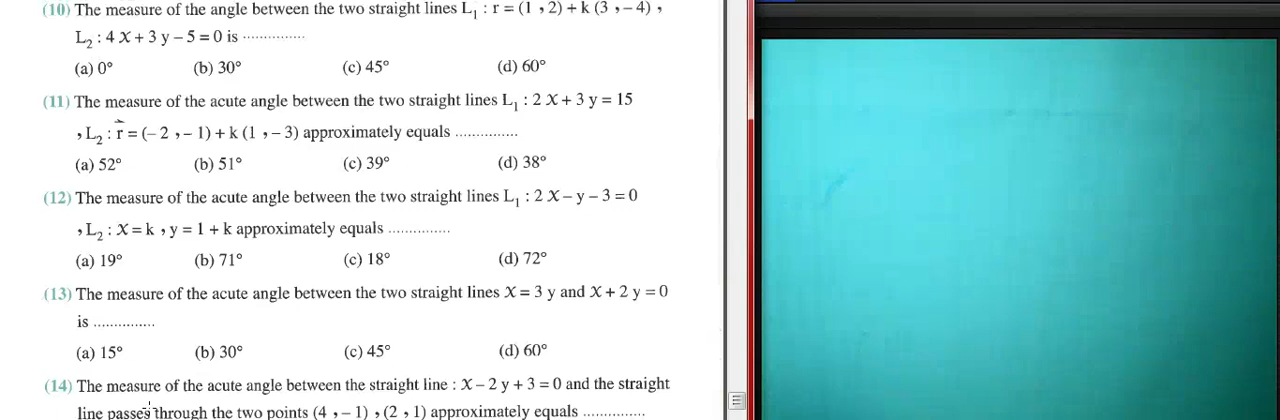 (10) The measure of the angle between the two straight lines L₁ : r = (1 , 2) + k (3 , – 4) ,
L₂ : 4 X + 3 y – 5 = 0 is ...............
(a) 0° (b) 30° (c) 45° (d) 60°
(11) The measure of the acute angle between the two straight lines L₁ : 2 X + 3 y = 15
, L₂ : r⃗ = (– 2 , – 1) + k (1 , – 3) approximately equals ...............
(a) 52° (b) 51° (c) 39° (d) 38°
(12) The measure of the acute angle between the two straight lines L₁ : 2 X – y – 3 = 0
, L₂ : X = k , y = 1 + k approximately equals ...............
(a) 19° (b) 71° (c) 18° (d) 72°
(13) The measure of the acute angle between the two straight lines X = 3 y and X + 2 y = 0
is ...............
(a) 15° (b) 30° (c) 45° (d) 60°
(14) The measure of the acute angle between the straight line : X – 2 y + 3 = 0 and the straight
line passes through the two points (4 , – 1) , (2 , 1) approximately equals ...............